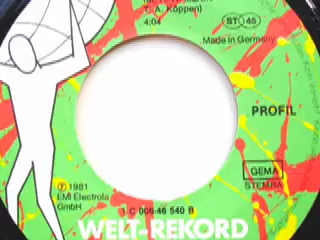 T. A. Köppen)
4:04
ST 45
Made in Germany
PROFIL
GEMA
STEMRA
Ⓟ 1981
EMI Electrola
GmbH
1 C 006-46 540 B
WELT-REKORD